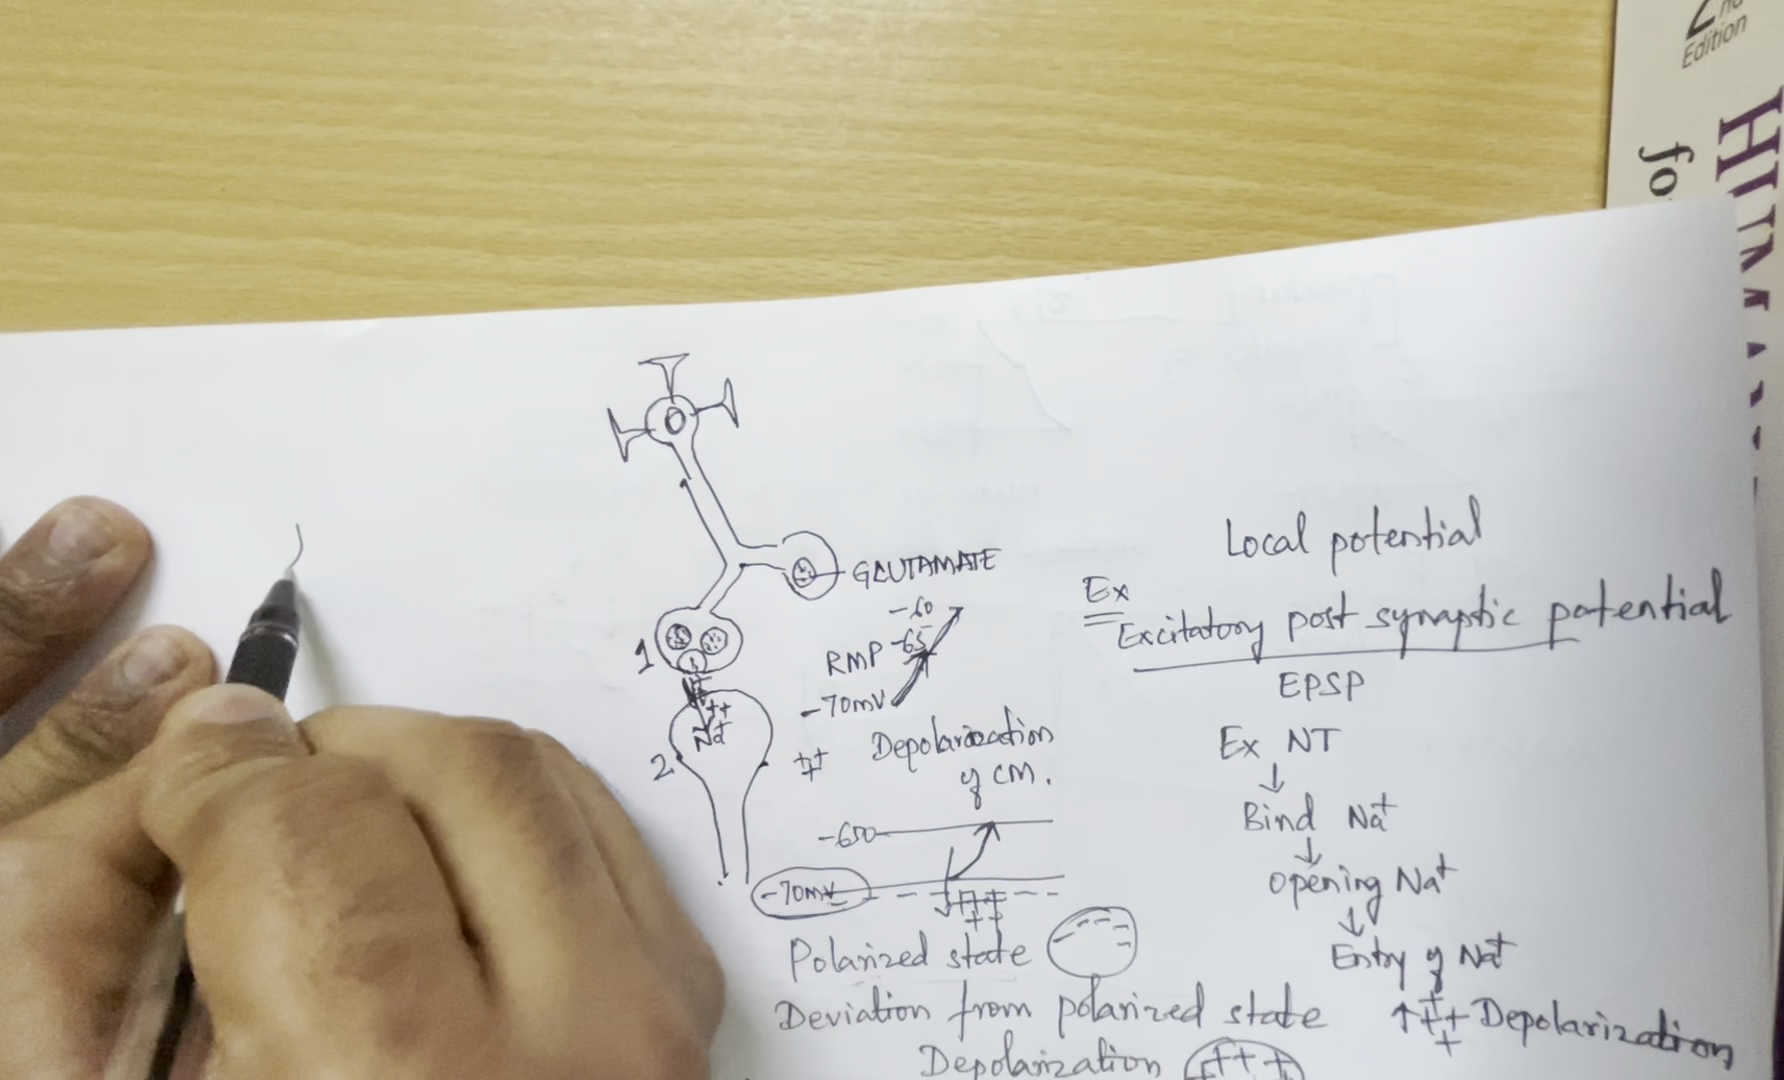 2nd
Edition
for
HUMA
GLUTAMATE
-60
-65
RMP
-70mV
1
++
Na+
2
++
+
Depolarization
of CM.
-70mV
Polarized state
Deviation from polarized state
Depolarization
+++
Local potential
Ex
Excitatory post synaptic potential
EPSP
Ex NT
↓
Bind Na+
↓
Opening Na+
↓
Entry of Na+
↑+++ Depolarization
+